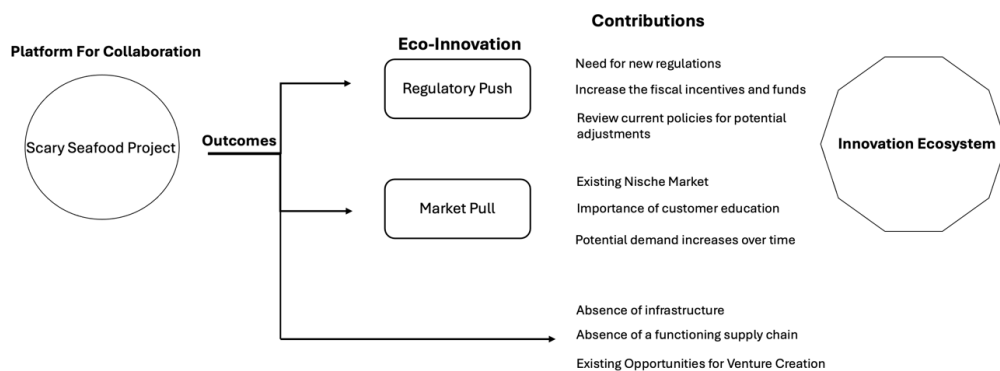 Contributions
Platform For Collaboration
Eco-Innovation
Scary Seafood Project
Outcomes
Regulatory Push
Need for new regulations
Increase the fiscal incentives and funds
Review current policies for potential
adjustments
Innovation Ecosystem
Market Pull
Existing Nische Market
Importance of customer education
Potential demand increases over time
Absence of infrastructure
Absence of a functioning supply chain
Existing Opportunities for Venture Creation